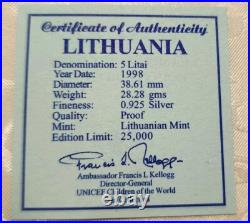 Certificate of Authenticity
LITHUANIA
Denomination: 5 Litai
Year Date: 1998
Diameter: 38.61 mm
Weight: 28.28 gms
Fineness: 0.925 Silver
Quality: Proof
Mint: Lithuanian Mint
Edition Limit: 25,000
Francis L. Kellogg
Ambassador Francis L Kellogg
Director-General
UNICEF Children of the World